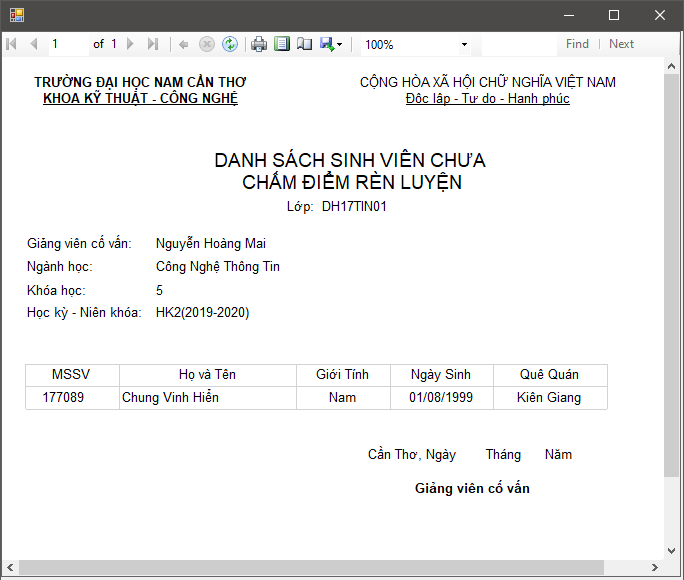 1 of 1 100% Find | Next
TRƯỜNG ĐẠI HỌC NAM CẦN THƠ
KHOA KỸ THUẬT - CÔNG NGHỆ
CỘNG HÒA XÃ HỘI CHỮ NGHĨA VIỆT NAM
Độc lập - Tự do - Hạnh phúc
DANH SÁCH SINH VIÊN CHƯA
CHẤM ĐIỂM RÈN LUYỆN
Lớp: DH17TIN01
Giảng viên cố vấn: Nguyễn Hoàng Mai
Ngành học: Công Nghệ Thông Tin
Khóa học: 5
Học kỳ - Niên khóa: HK2(2019-2020)
MSSV Họ và Tên Giới Tính Ngày Sinh Quê Quán
177089 Chung Vinh Hiển Nam 01/08/1999 Kiên Giang
Cần Thơ, Ngày Tháng Năm
Giảng viên cố vấn